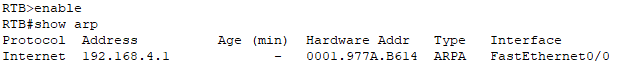 RTB>enable
RTB#show arp
Protocol  Address          Age (min)  Hardware Addr   Type   Interface
Internet  192.168.4.1             -   0001.977A.B614  ARPA   FastEthernet0/0